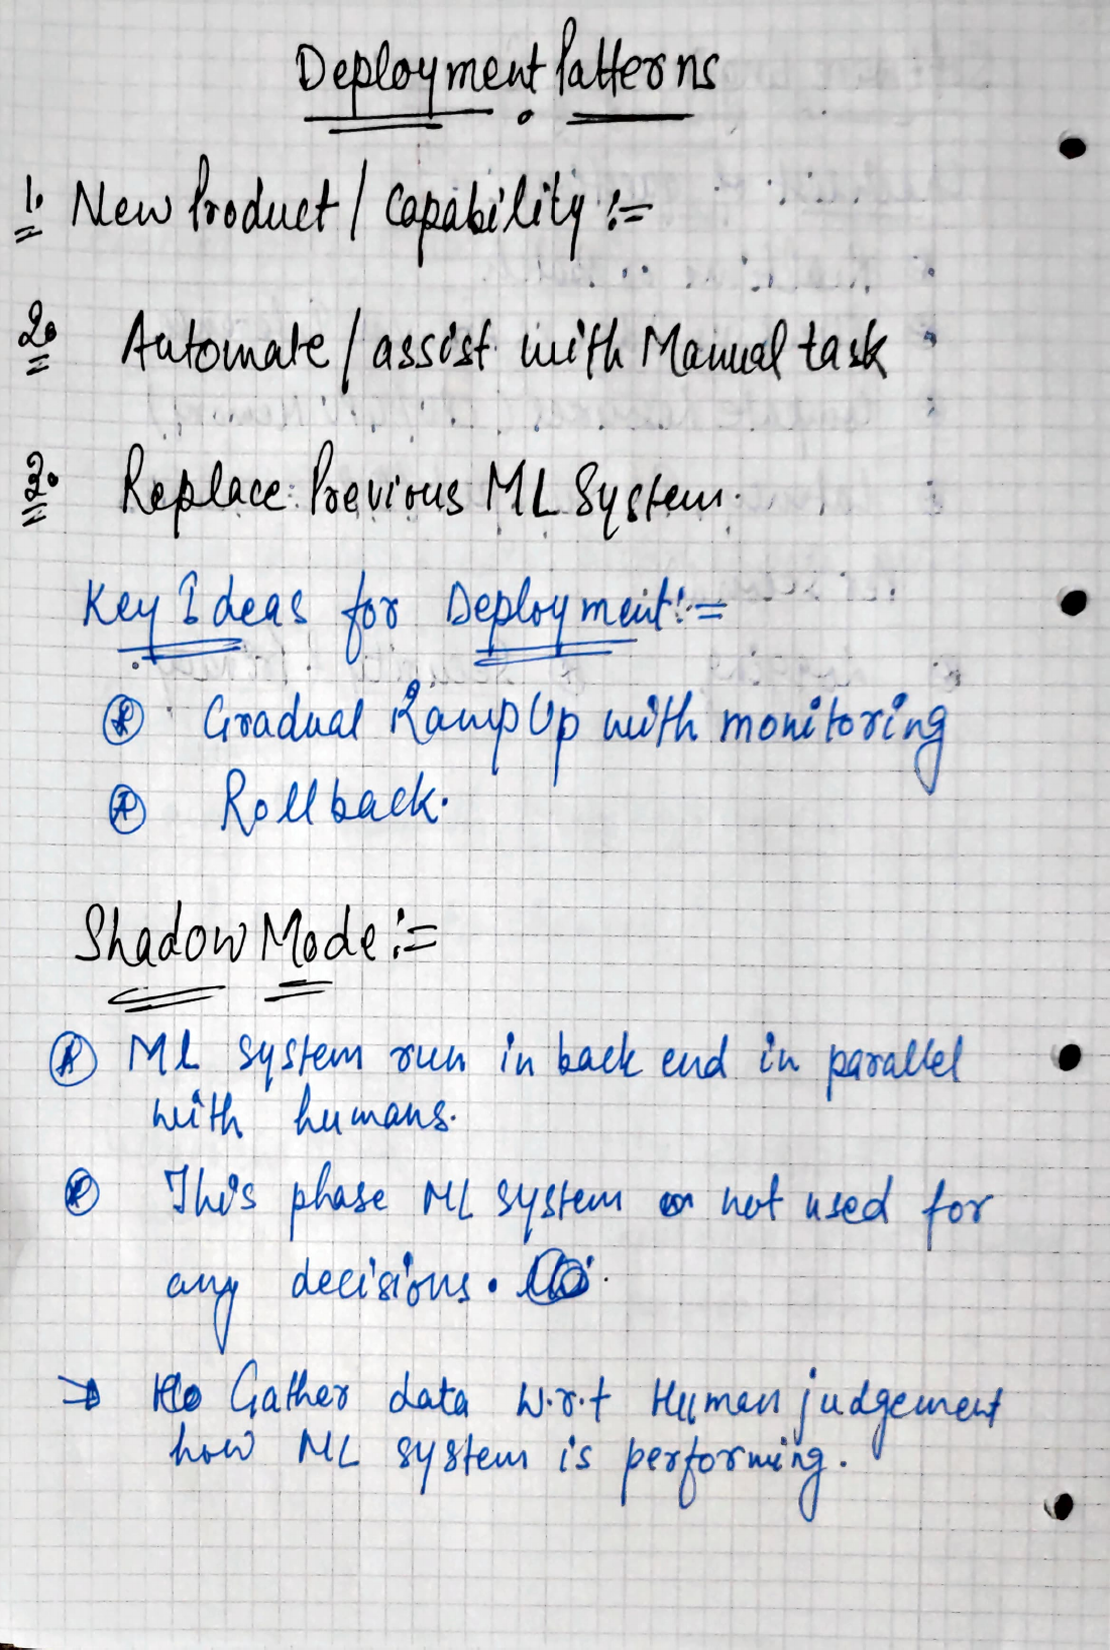 Deployment Patterns
1. New Product / Capability :=
2. Automate / assist with Manual task
3. Replace Previous ML System.
Key Ideas for Deployment :=
Gradual Ramp Up with monitoring
Rollback.
Shadow Mode :=
ML system run in back end in parallel
with humans.
This phase ML system not used for
any decisions.
→ Gather data w.r.t Human judgement
how ML system is performing.